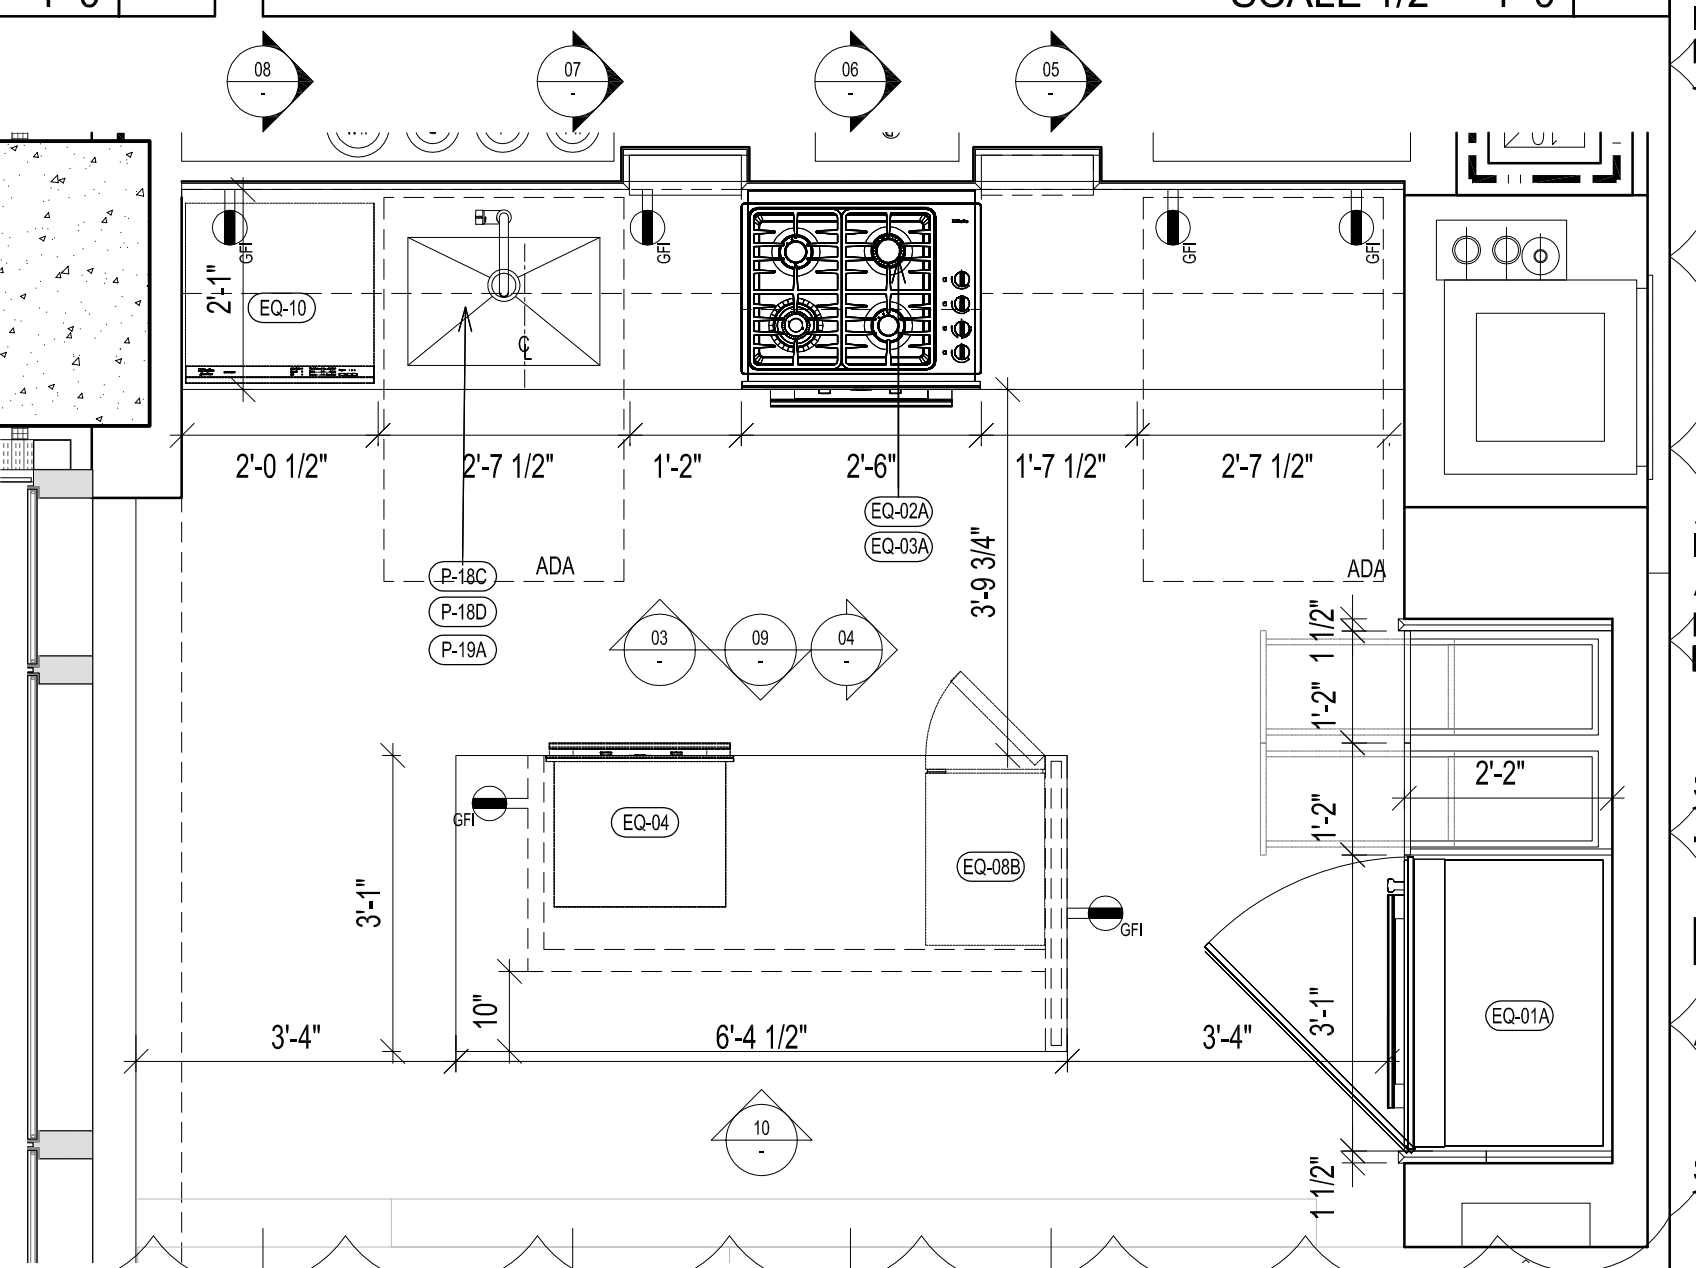 1'-0"
SCALE 1/2" 1'-0"
08
-
07
-
06
-
05
-
GFI
GFI
GFI
GFI
2'-1"
EQ-10
CL
2'-0 1/2"
2'-7 1/2"
1'-2"
2'-6"
1'-7 1/2"
2'-7 1/2"
EQ-02A
EQ-03A
3'-9 3/4"
P-18C
P-18D
P-19A
ADA
ADA
03
-
09
-
04
-
1 1/2"
1'-2"
1'-2"
2'-2"
GFI
EQ-04
EQ-08B
GFI
3'-1"
10"
3'-1"
EQ-01A
3'-4"
6'-4 1/2"
3'-4"
10
-
1 1/2"